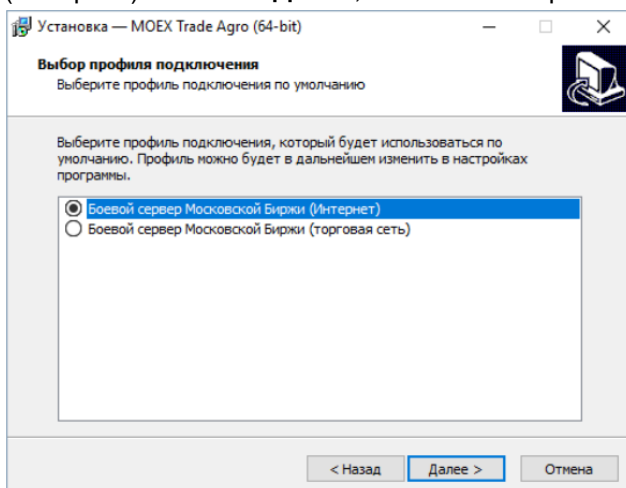 Установка — MOEX Trade Agro (64-bit)
Выбор профиля подключения
Выберите профиль подключения по умолчанию
Выберите профиль подключения, который будет использоваться по
умолчанию. Профиль можно будет в дальнейшем изменить в настройках
программы.
Боевой сервер Московской Биржи (Интернет)
Боевой сервер Московской Биржи (торговая сеть)
< Назад Далее > Отмена